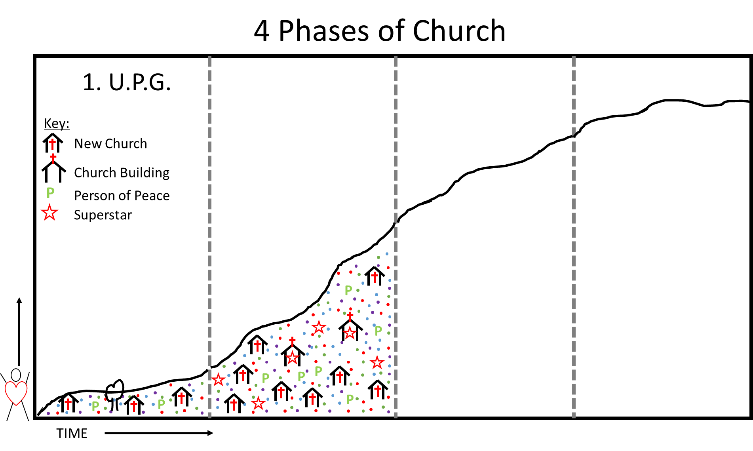 4 Phases of Church
1. U.P.G.
Key:
New Church
Church Building
P Person of Peace
Superstar
P
P
P
P
P
P
P
P
TIME